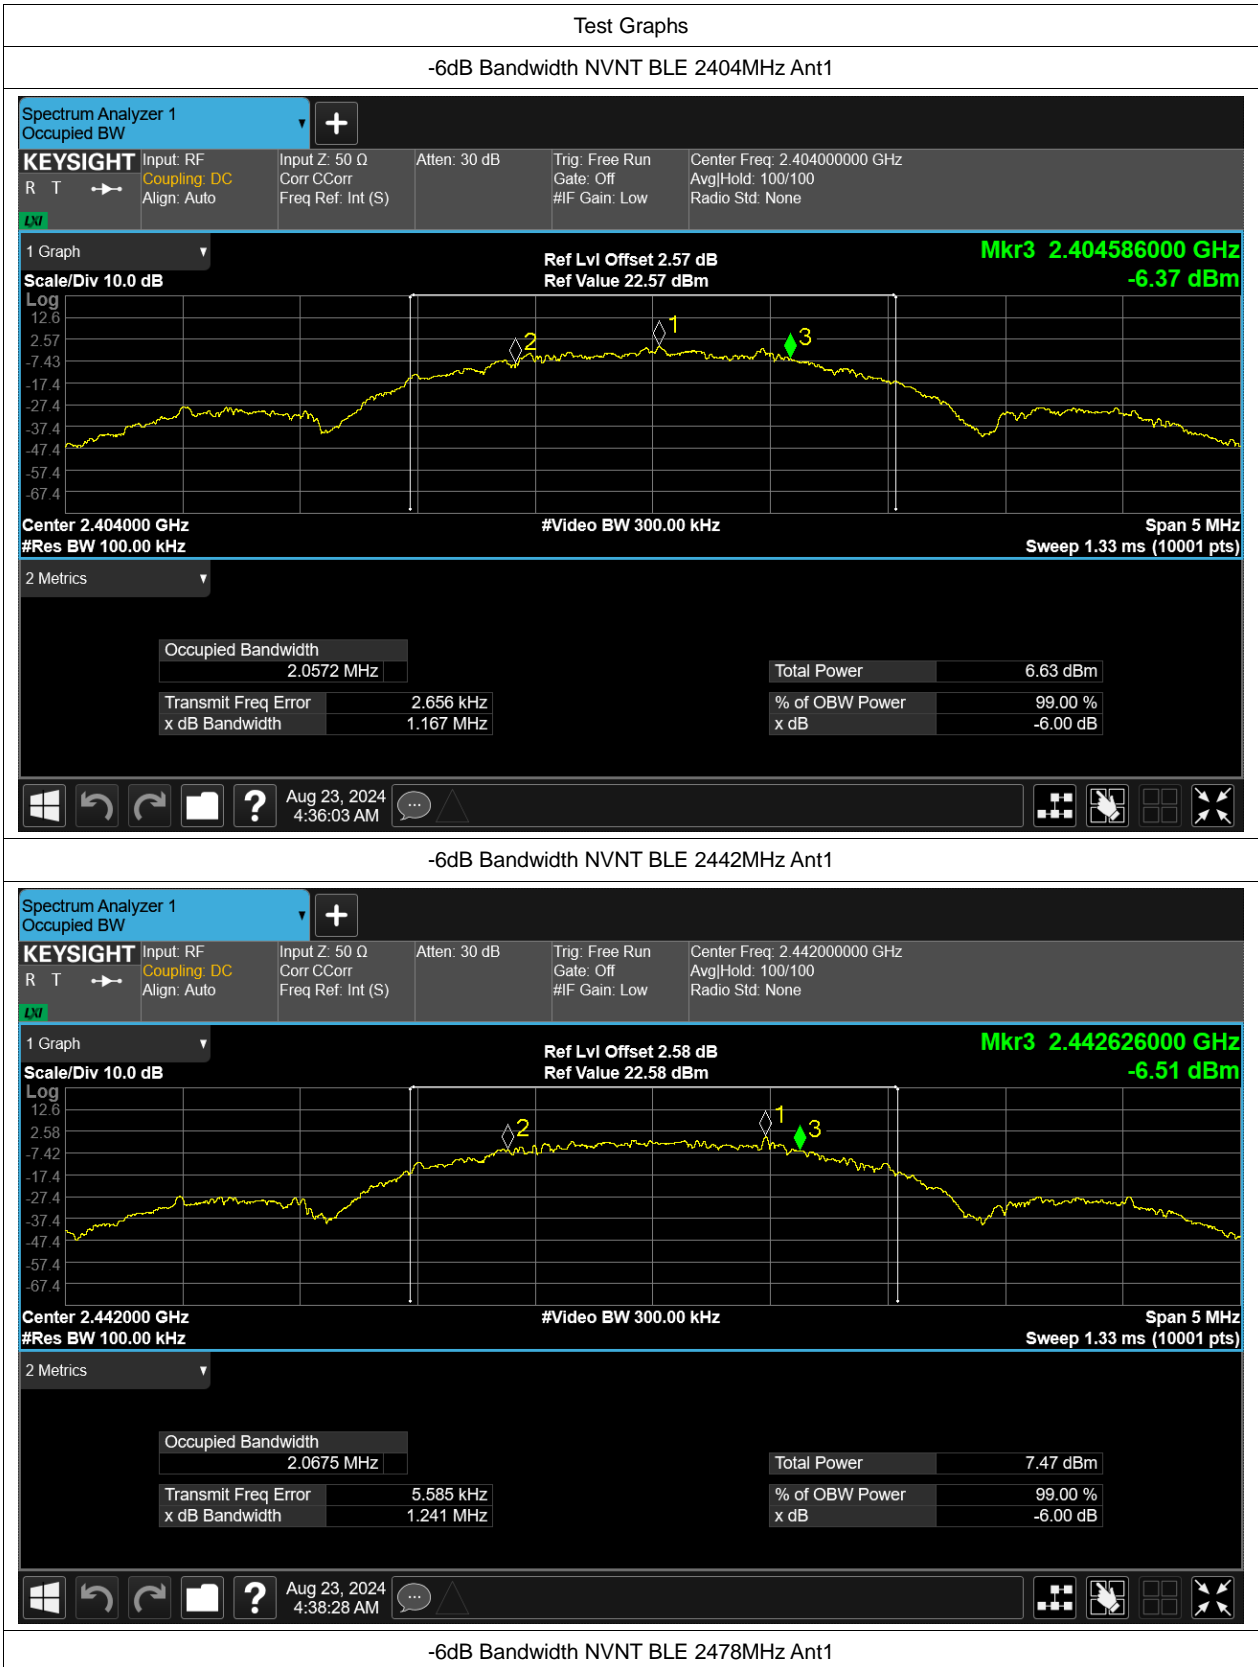 Test Graphs
-6dB Bandwidth NVNT BLE 2404MHz Ant1
Spectrum Analyzer 1
Occupied BW
KEYSIGHT Input: RF Input Z: 50 Ω Atten: 30 dB Trig: Free Run Center Freq: 2.404000000 GHz
R T Coupling: DC Corr CCorr Gate: Off Avg|Hold: 100/100
Align: Auto Freq Ref: Int (S) #IF Gain: Low Radio Std: None
LXI
1 Graph Ref Lvl Offset 2.57 dB Mkr3 2.404586000 GHz
Scale/Div 10.0 dB Ref Value 22.57 dBm -6.37 dBm
Log
12.6
2.57
-7.43
-17.4
-27.4
-37.4
-47.4
-57.4
-67.4
2 1 3
Center 2.404000 GHz #Video BW 300.00 kHz Span 5 MHz
#Res BW 100.00 kHz Sweep 1.33 ms (10001 pts)
2 Metrics
Occupied Bandwidth
2.0572 MHz Total Power 6.63 dBm
Transmit Freq Error 2.656 kHz % of OBW Power 99.00 %
x dB Bandwidth 1.167 MHz x dB -6.00 dB
? Aug 23, 2024
4:36:03 AM
-6dB Bandwidth NVNT BLE 2442MHz Ant1
Spectrum Analyzer 1
Occupied BW
KEYSIGHT Input: RF Input Z: 50 Ω Atten: 30 dB Trig: Free Run Center Freq: 2.442000000 GHz
R T Coupling: DC Corr CCorr Gate: Off Avg|Hold: 100/100
Align: Auto Freq Ref: Int (S) #IF Gain: Low Radio Std: None
LXI
1 Graph Ref Lvl Offset 2.58 dB Mkr3 2.442626000 GHz
Scale/Div 10.0 dB Ref Value 22.58 dBm -6.51 dBm
Log
12.6
2.58
-7.42
-17.4
-27.4
-37.4
-47.4
-57.4
-67.4
2 1 3
Center 2.442000 GHz #Video BW 300.00 kHz Span 5 MHz
#Res BW 100.00 kHz Sweep 1.33 ms (10001 pts)
2 Metrics
Occupied Bandwidth
2.0675 MHz Total Power 7.47 dBm
Transmit Freq Error 5.585 kHz % of OBW Power 99.00 %
x dB Bandwidth 1.241 MHz x dB -6.00 dB
? Aug 23, 2024
4:38:28 AM
-6dB Bandwidth NVNT BLE 2478MHz Ant1